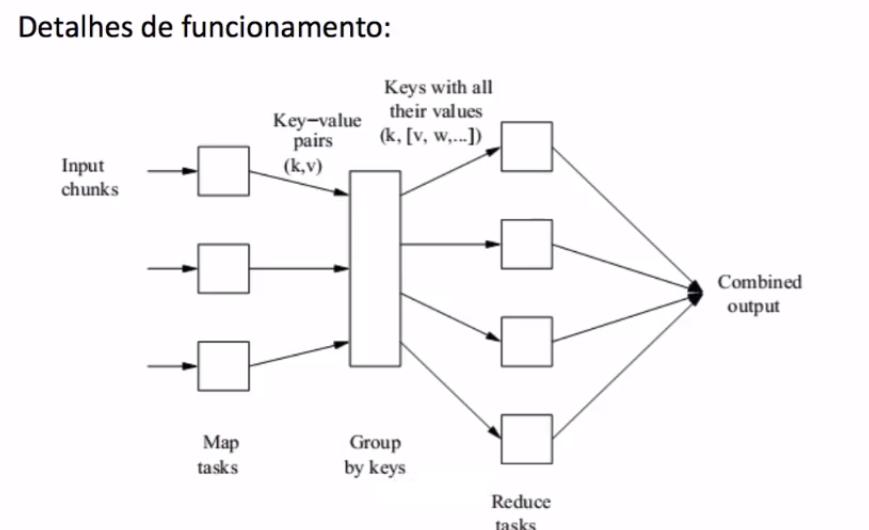 Detalhes de funcionamento:
Keys with all
their values
(k, [v, w,...])
Key−value
pairs
(k,v)
Input
chunks
Combined
output
Map
tasks
Group
by keys
Reduce
tasks